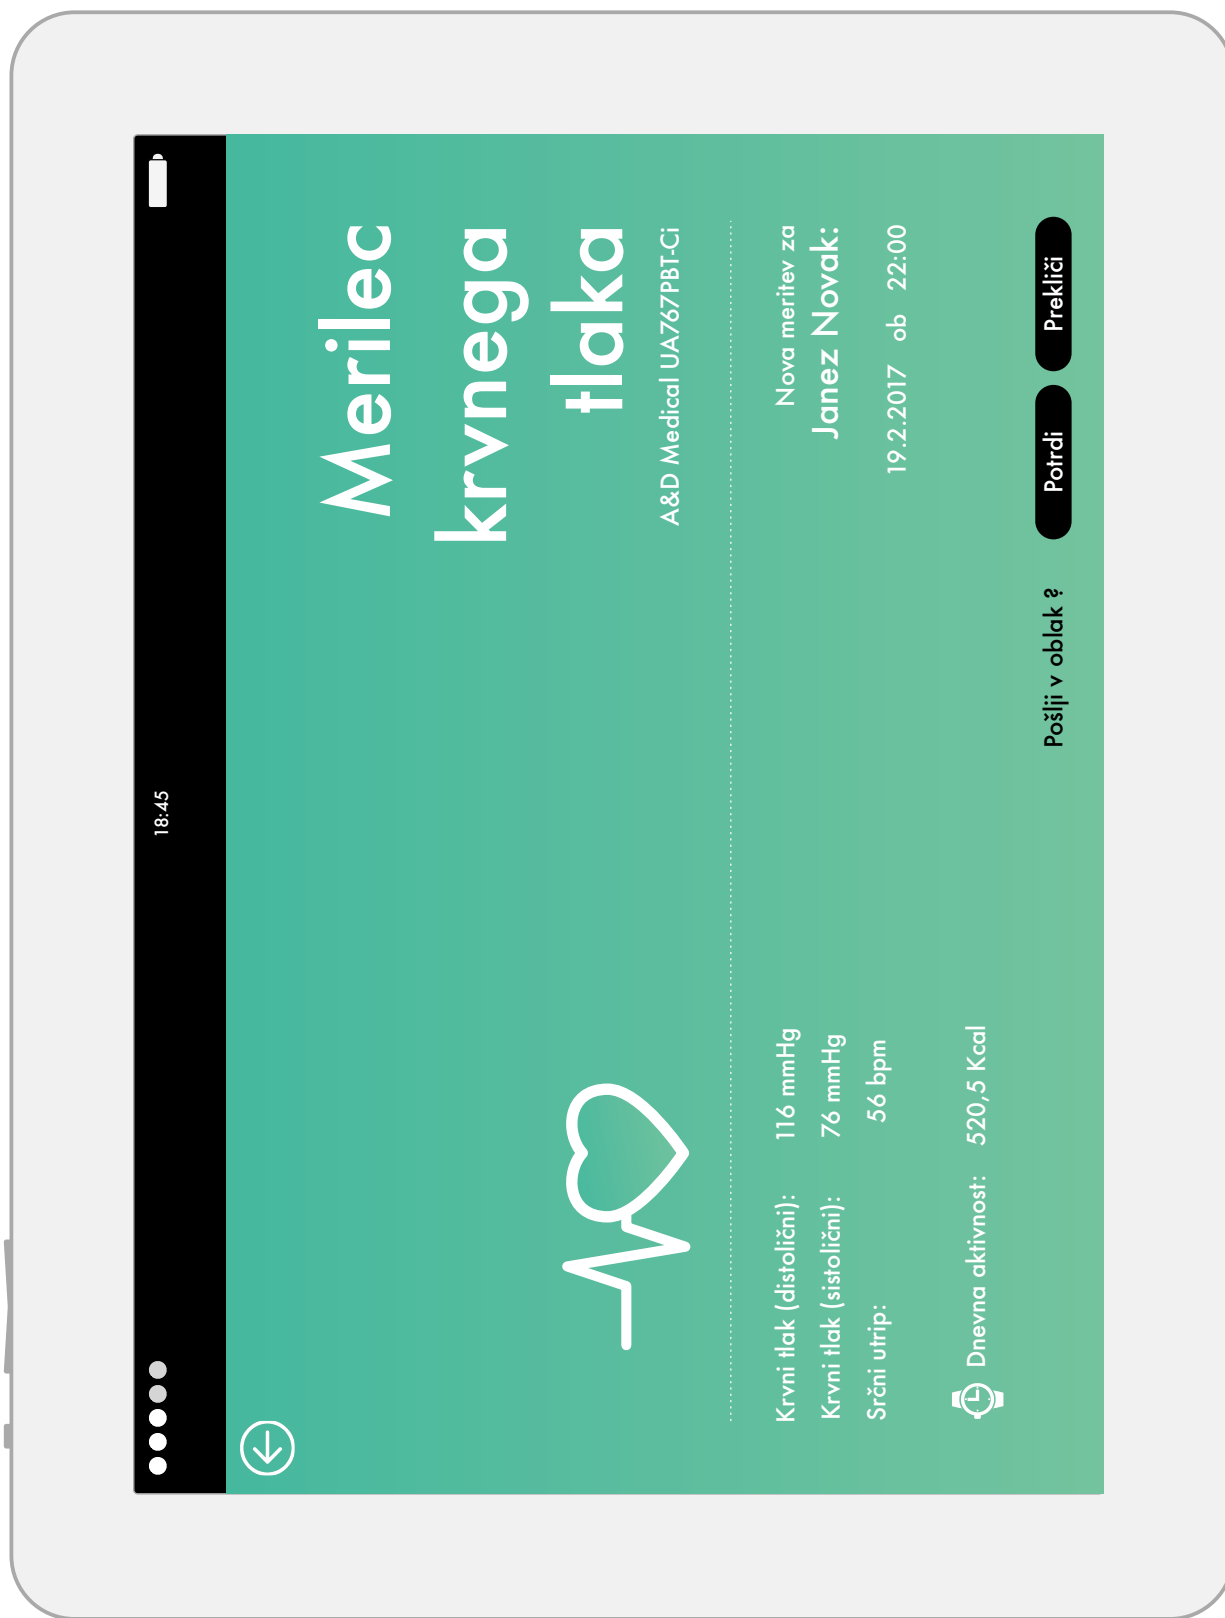 18:45
Merilec
krvnega
tlaka
A&D Medical UA767PBT-Ci
Krvni tlak (distolični): 116 mmHg
Krvni tlak (sistolični): 76 mmHg
Srčni utrip: 56 bpm
Dnevna aktivnost: 520,5 Kcal
Nova meritev za
Janez Novak:
19.2.2017 ob 22:00
Pošlji v oblak ?
Potrdi
Prekliči